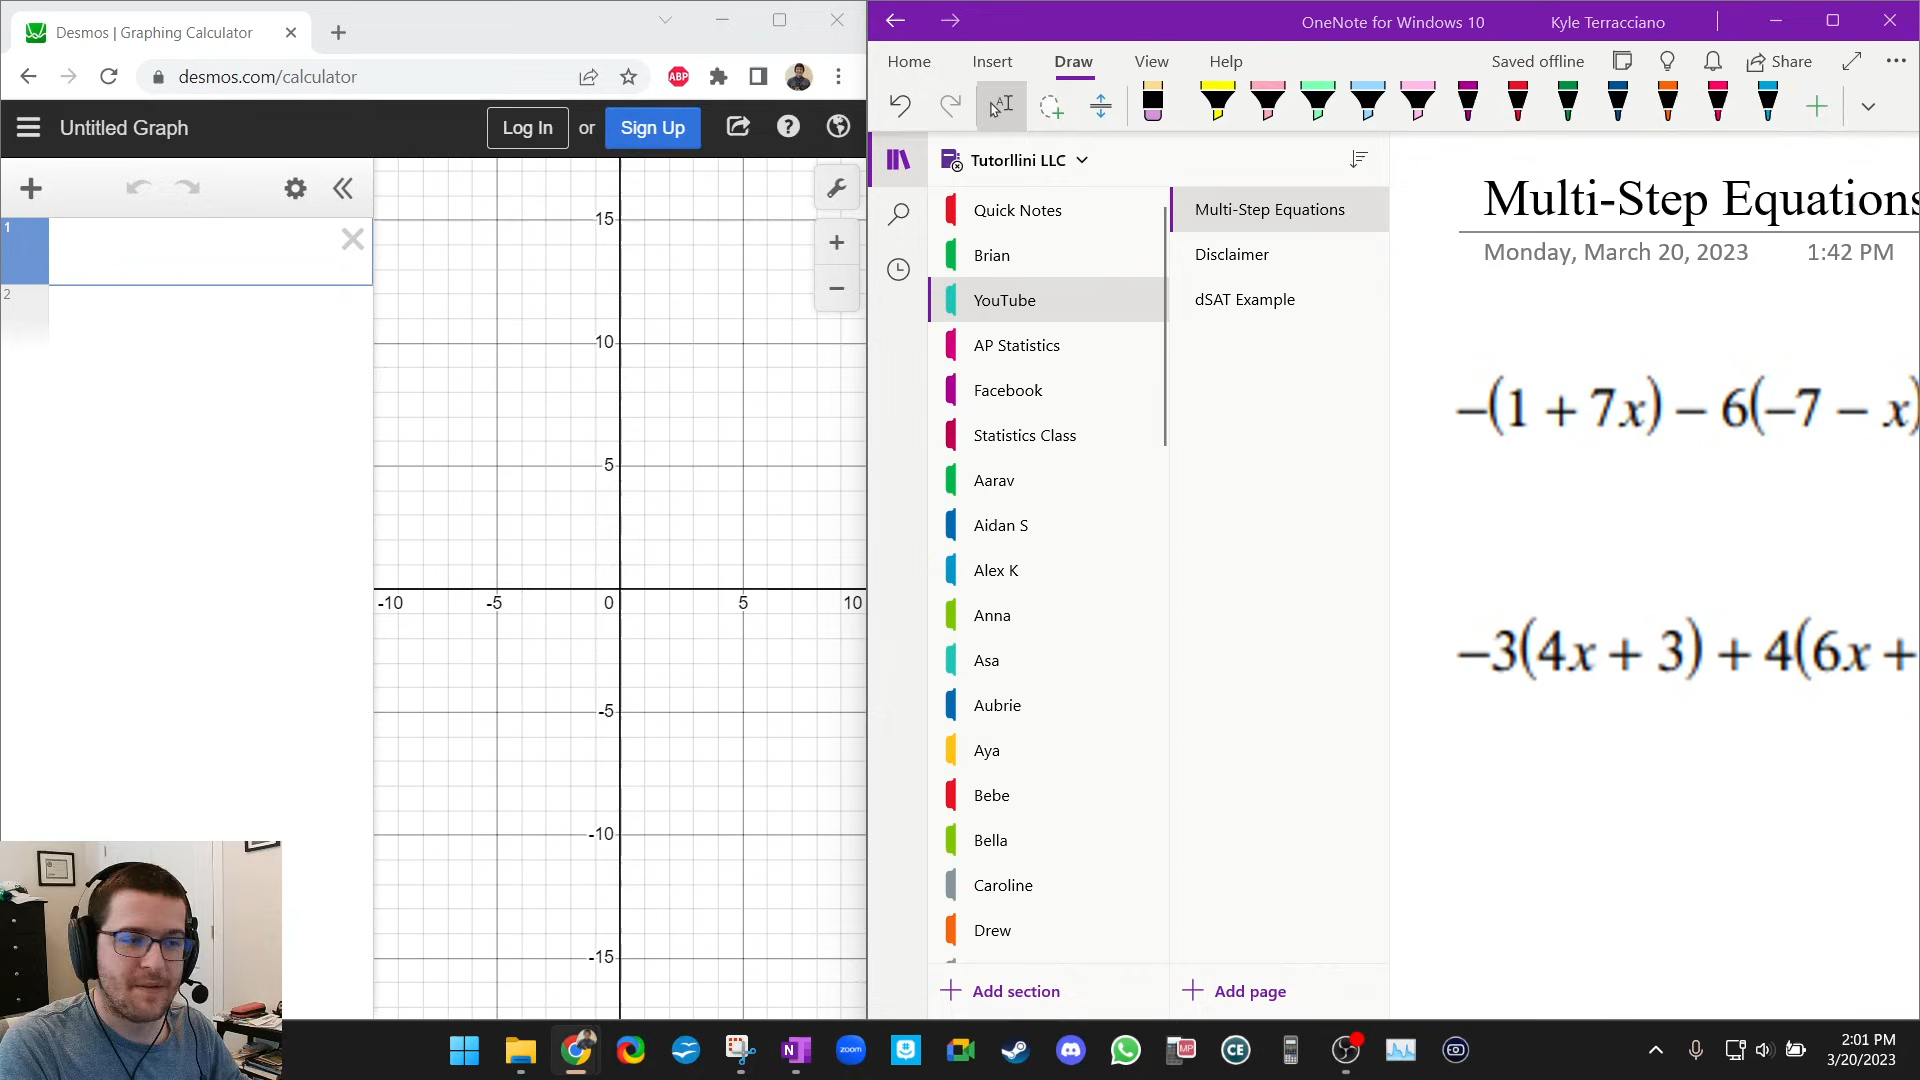 Desmos | Graphing Calculator
desmos.com/calculator
ABP
Untitled Graph
Log In or Sign Up
1
2
15
10
5
-10 -5 0 5 10
-5
-10
-15
OneNote for Windows 10
Kyle Terracciano
Home Insert Draw View Help
Saved offline
Share
Tutorllini LLC
Quick Notes
Brian
YouTube
AP Statistics
Facebook
Statistics Class
Aarav
Aidan S
Alex K
Anna
Asa
Aubrie
Aya
Bebe
Bella
Caroline
Drew
Add section
Multi-Step Equations
Disclaimer
dSAT Example
Add page
Multi-Step Equations
Monday, March 20, 2023 1:42 PM
−(1 + 7x) − 6(−7 − x)
−3(4x + 3) + 4(6x +
zoom
MP
CE
2:01 PM
3/20/2023